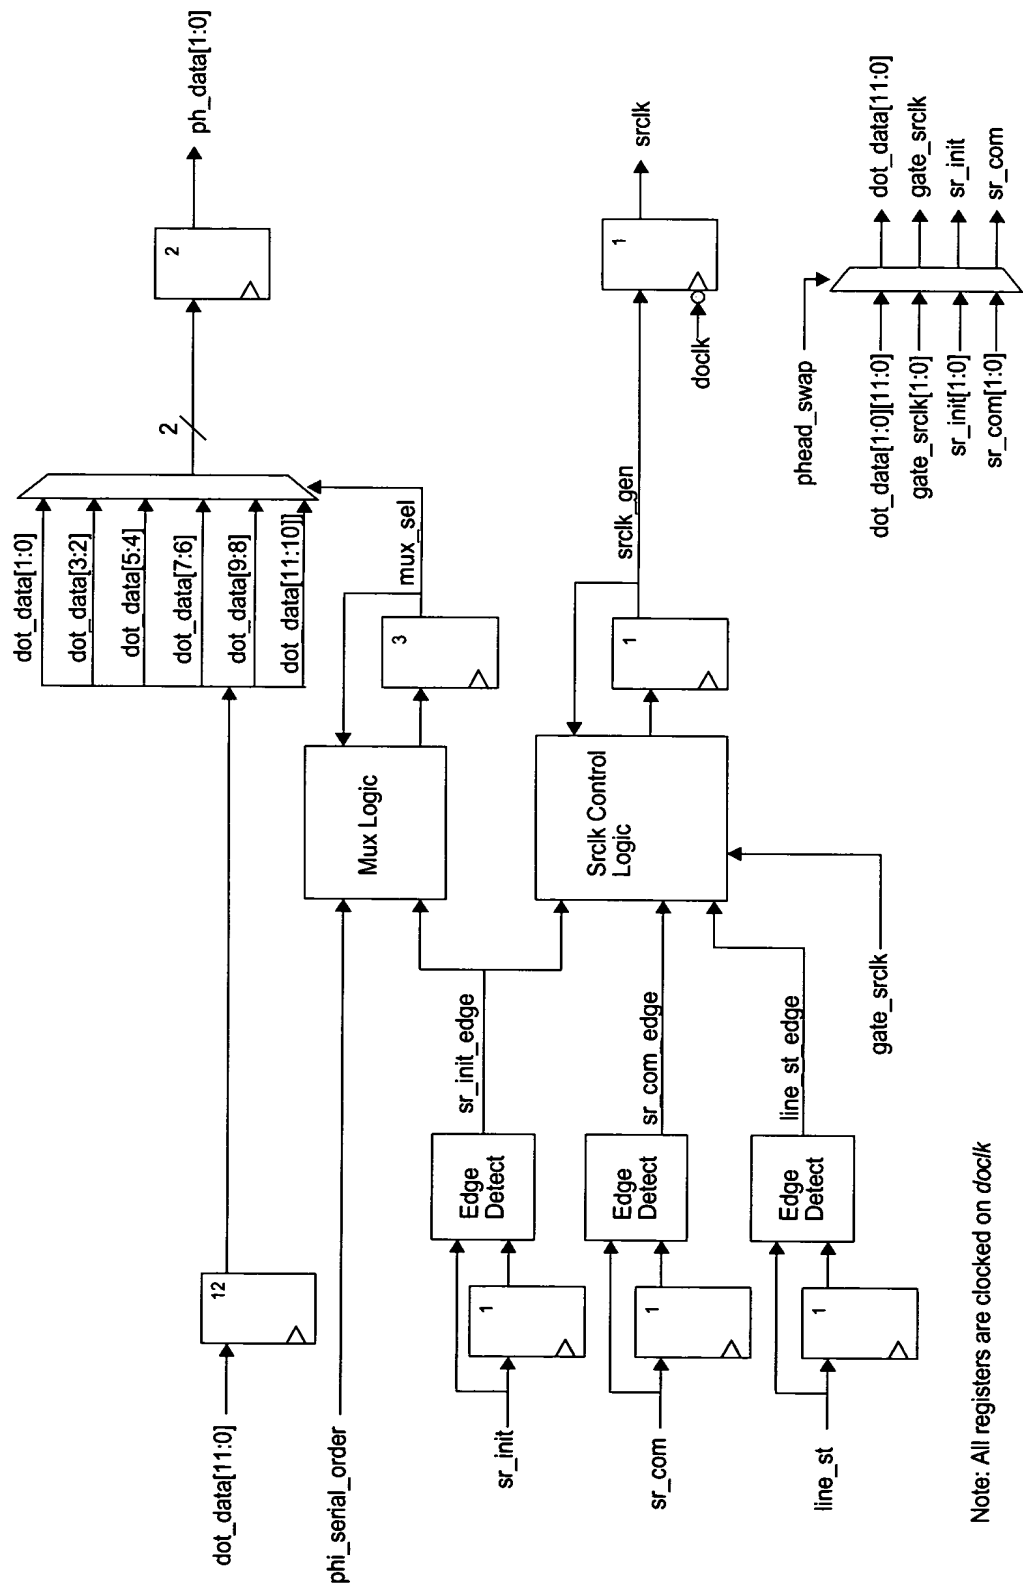 dot_data[11:0]
12
dot_data[1:0]
dot_data[3:2]
dot_data[5:4]
dot_data[7:6]
dot_data[9:8]
dot_data[11:10]]
2
2
ph_data[1:0]
phi_serial_order
Mux Logic
3
mux_sel
sr_init
1
Edge
Detect
sr_init_edge
sr_com
1
Edge
Detect
sr_com_edge
line_st
1
Edge
Detect
line_st_edge
gate_srclk
Srclk Control
Logic
1
srclk_gen
doclk
1
srclk
phead_swap
dot_data[1:0][11:0]
gate_srclk[1:0]
sr_init[1:0]
sr_com[1:0]
dot_data[11:0]
gate_srclk
sr_init
sr_com
Note: All registers are clocked on doclk